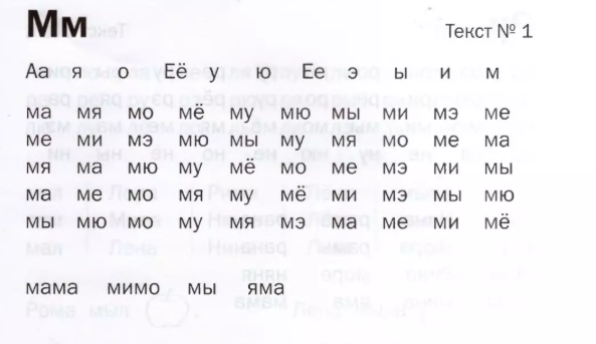 Мм
Текст № 1
Аа я о Её у ю Ее э ы и м
ма мя мо мё му мю мы ми мэ ме
ме ми мэ мю мы му мя мо ме ма
мя ма мю му мё мо ме мэ ми мы
ма ме мо мя му мё ми мэ мы мю
мы мю мо му мя мэ ма ме ми мё
мама мимо мы яма